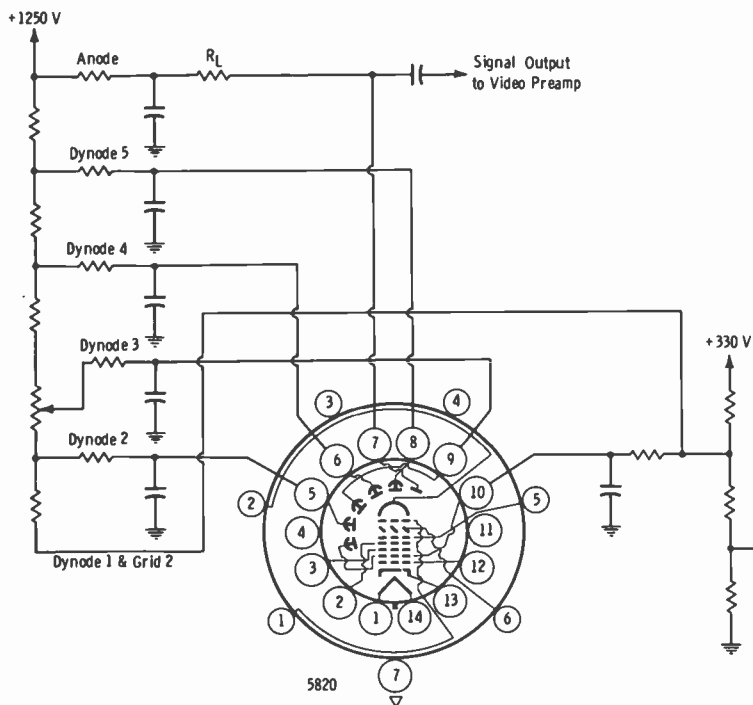 +1250 V
Anode
R_L
Signal Output
to Video Preamp
Dynode 5
Dynode 4
Dynode 3
+330 V
Dynode 2
Dynode 1 & Grid 2
3
4
7
8
6
9
2
5
10
5
4
11
3
12
2
13
1
1
14
6
5820
7